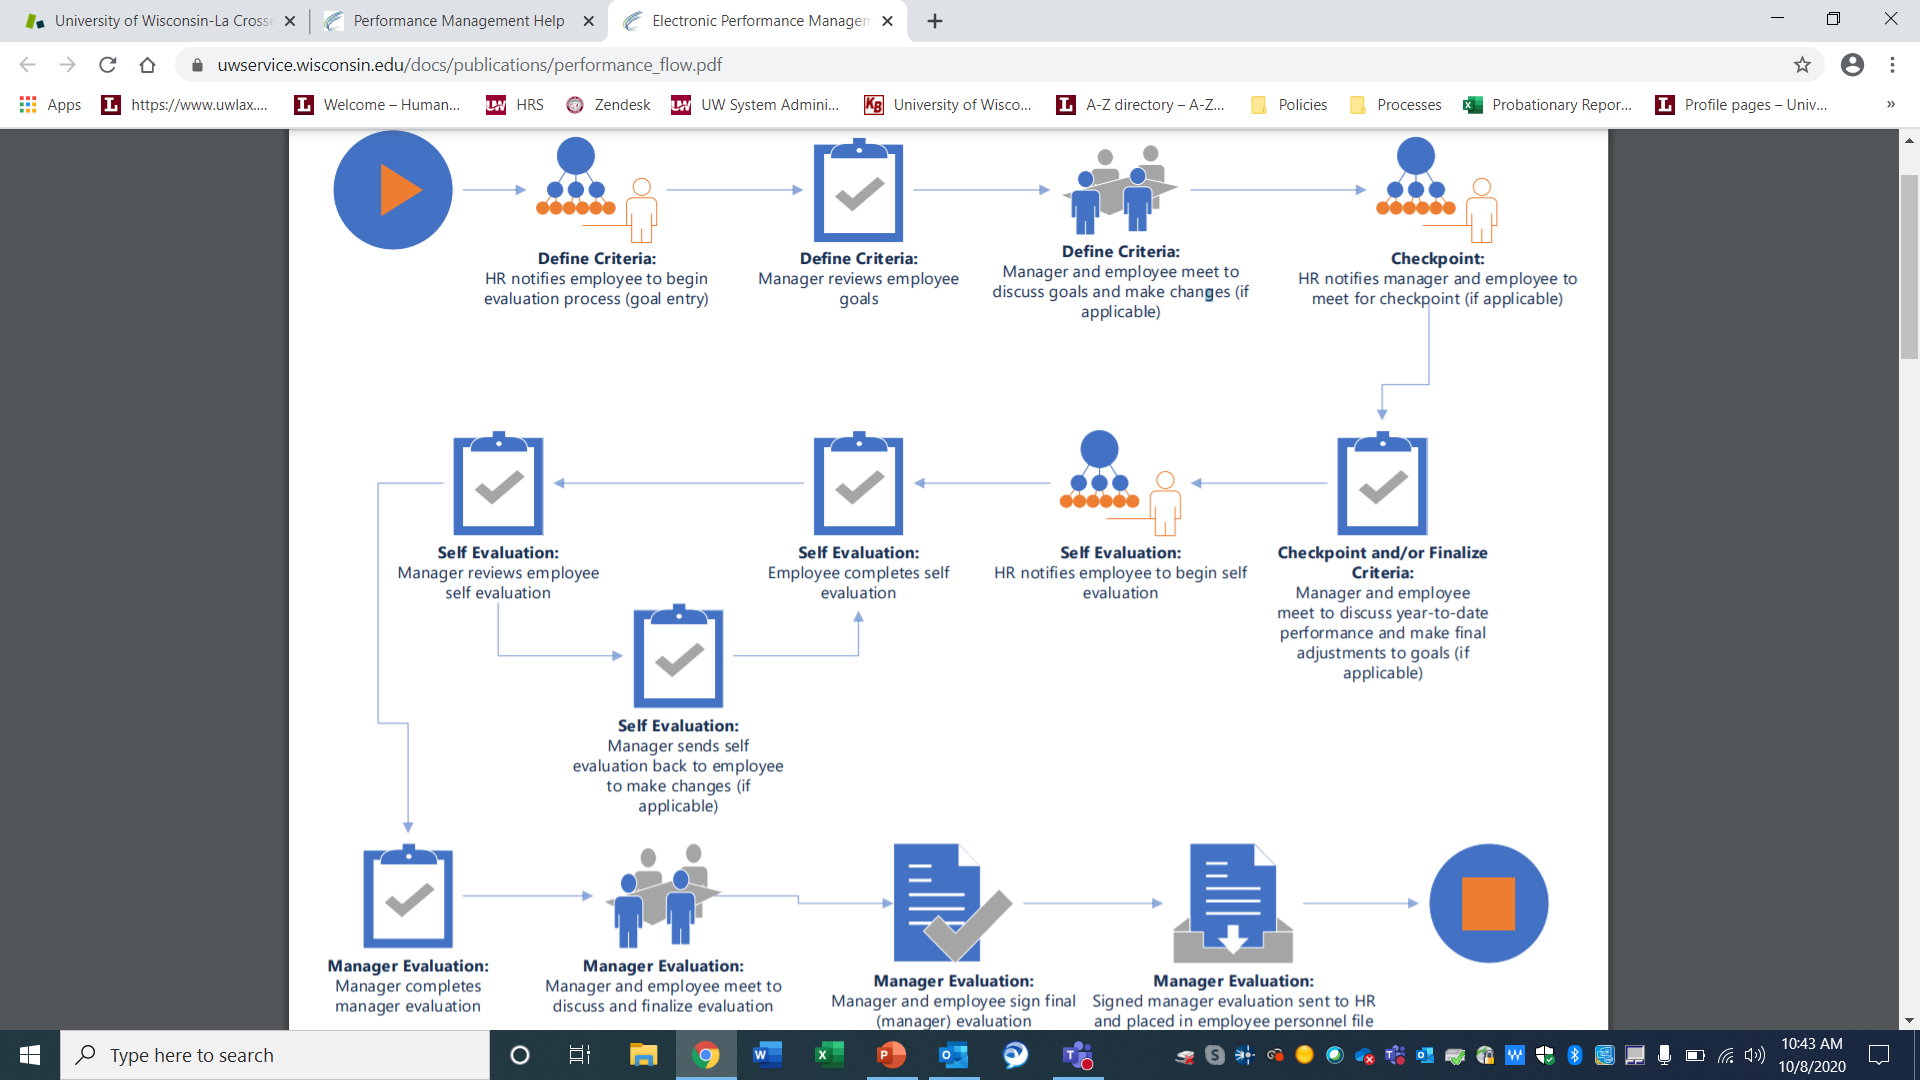 University of Wisconsin-La Crosse
Performance Management Help
Electronic Performance Managem
uwservice.wisconsin.edu/docs/publications/performance_flow.pdf
Apps
https://www.uwlax....
Welcome – Human...
HRS
Zendesk
UW System Admini...
University of Wisco...
A-Z directory – A-Z...
Policies
Processes
Probationary Repor...
Profile pages – Univ...
»
Define Criteria:
HR notifies employee to begin
evaluation process (goal entry)
Define Criteria:
Manager reviews employee
goals
Define Criteria:
Manager and employee meet to
discuss goals and make changes (if
applicable)
Checkpoint:
HR notifies manager and employee to
meet for checkpoint (if applicable)
Self Evaluation:
Manager reviews employee
self evaluation
Self Evaluation:
Employee completes self
evaluation
Self Evaluation:
HR notifies employee to begin self
evaluation
Checkpoint and/or Finalize
Criteria:
Manager and employee
meet to discuss year-to-date
performance and make final
adjustments to goals (if
applicable)
Self Evaluation:
Manager sends self
evaluation back to employee
to make changes (if
applicable)
Manager Evaluation:
Manager completes
manager evaluation
Manager Evaluation:
Manager and employee meet to
discuss and finalize evaluation
Manager Evaluation:
Manager and employee sign final
(manager) evaluation
Manager Evaluation:
Signed manager evaluation sent to HR
and placed in employee personnel file
Type here to search
10:43 AM
10/8/2020